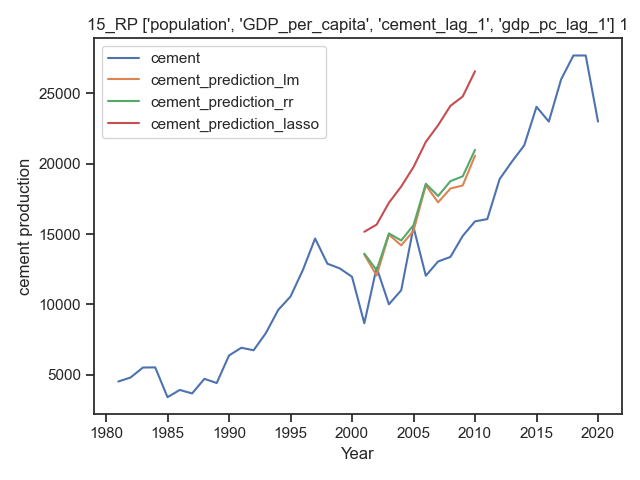 15_RP ['population', 'GDP_per_capita', 'cement_lag_1', 'gdp_pc_lag_1'] 1
cement
cement_prediction_lm
cement_prediction_rr
cement_prediction_lasso
cement production
25000
20000
15000
10000
5000
1980 1985 1990 1995 2000 2005 2010 2015 2020
Year